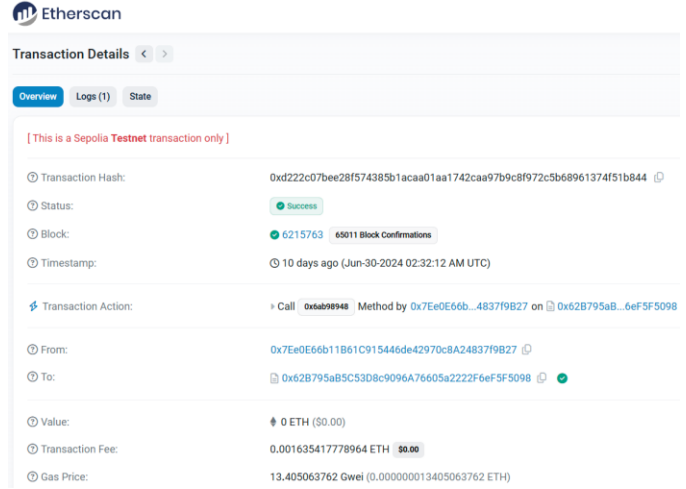 Etherscan
Transaction Details
Overview Logs (1) State
[ This is a Sepolia Testnet transaction only ]
Transaction Hash: 0xd222c07bee28f574385b1acaa01aa1742caa97b9c8f972c5b68961374f51b844
Status: Success
Block: 6215763 65011 Block Confirmations
Timestamp: 10 days ago (Jun-30-2024 02:32:12 AM UTC)
Transaction Action: Call 0x6ab98948 Method by 0x7Ee0E66b...4837f9B27 on 0x62B795aB...6eF5F5098
From: 0x7Ee0E66b11B61C915446de42970c8A24837f9B27
To: 0x62B795aB5C53D8c9096A76605a2222F6eF5F5098
Value: 0 ETH ($0.00)
Transaction Fee: 0.001635417778964 ETH $0.00
Gas Price: 13.405063762 Gwei (0.000000013405063762 ETH)